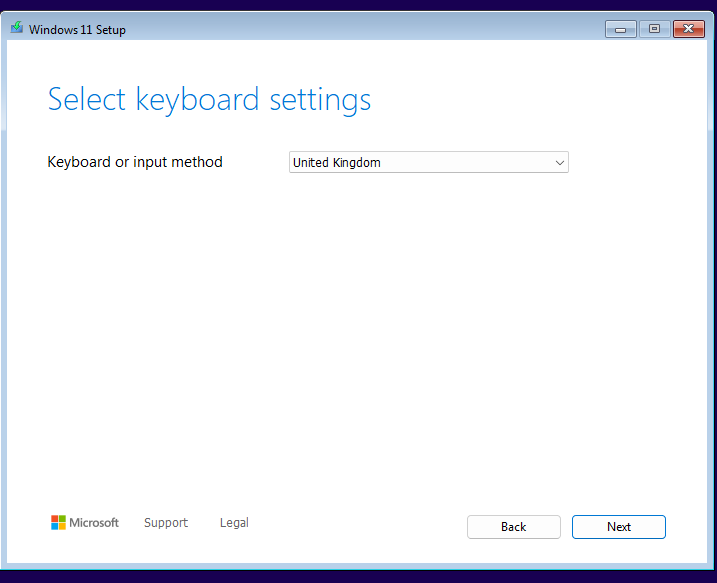 Windows 11 Setup
Select keyboard settings
Keyboard or input method United Kingdom
Microsoft Support Legal Back Next